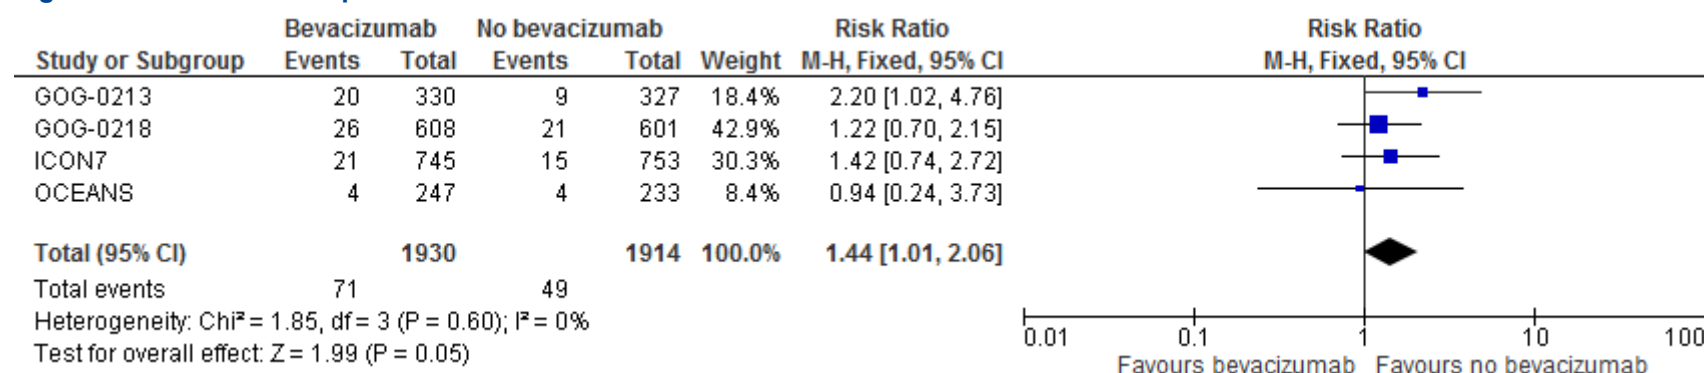 Bevacizumab No bevacizumab Risk Ratio Risk Ratio
Study or Subgroup Events Total Events Total Weight M-H, Fixed, 95% CI M-H, Fixed, 95% CI
GOG-0213 20 330 9 327 18.4% 2.20 [1.02, 4.76]
GOG-0218 26 608 21 601 42.9% 1.22 [0.70, 2.15]
ICON7 21 745 15 753 30.3% 1.42 [0.74, 2.72]
OCEANS 4 247 4 233 8.4% 0.94 [0.24, 3.73]
Total (95% CI) 1930 1914 100.0% 1.44 [1.01, 2.06]
Total events 71 49
Heterogeneity: Chi² = 1.85, df = 3 (P = 0.60); I² = 0%
Test for overall effect: Z = 1.99 (P = 0.05)
0.01 0.1 1 10 100
Favours bevacizumab Favours no bevacizumab